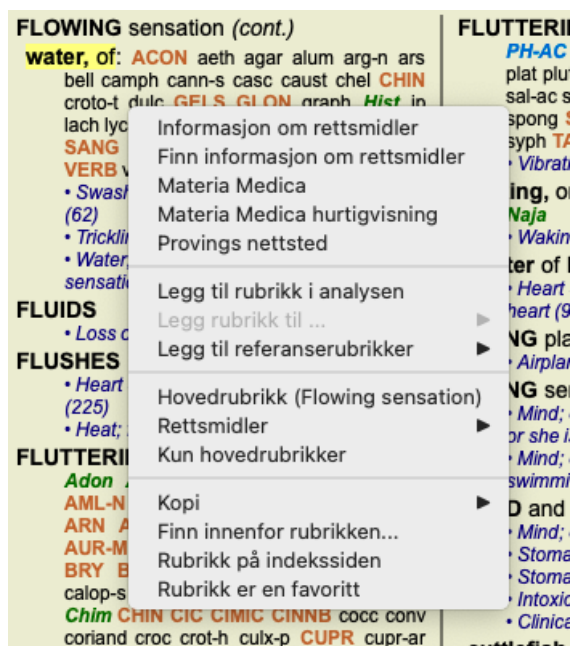 FLOWING sensation (cont.)
water, of: ACON aeth agar alum arg-n ars
bell camph cann-s casc caust chel CHIN
croto-t dulc GELS GLON graph Hist ip
lach lyc
SANG
VERB
• Swash
(62)
• Tricklin
• Water,
sensatio
FLUIDS
• Loss o
FLUSHES
• Heart
(225)
• Heat;
FLUTTERI
Adon
AML-N
ARN A
AUR-M
BRY B
calop-s
Chim CHIN CIC CIMIC CINNB cocc conv
coriand croc crot-h culx-p CUPR cupr-ar
Informasjon om rettsmidler
Finn informasjon om rettsmidler
Materia Medica
Materia Medica hurtigvisning
Provings nettsted
Legg til rubrikk i analysen
Legg rubrikk til ...
Legg til referanserubrikker
Hovedrubrikk (Flowing sensation)
Rettsmidler
Kun hovedrubrikker
Kopi
Finn innenfor rubrikken...
Rubrikk på indekssiden
Rubrikk er en favoritt
FLUTTERI
PH-AC
plat plu
sal-ac s
spong
syph TA
• Vibrati
ing, o
Naja
• Wakin
ter of
• Heart
heart (9
NG pla
• Airplan
NG se
• Mind;
or she i
• Mind;
swimmi
D and
• Mind;
• Stoma
• Stoma
• Intoxic
• Clinica
cuttlefish